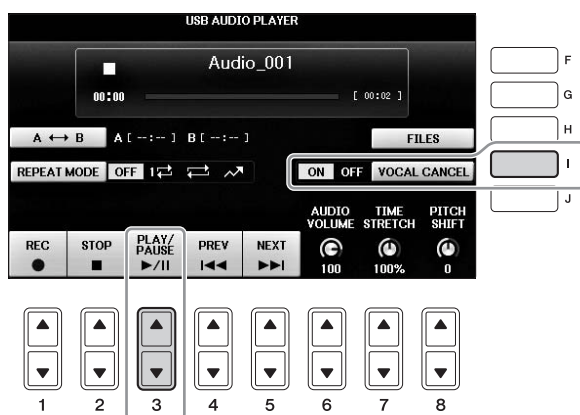 USB AUDIO PLAYER
Audio_001
00:00 [ 00:02 ]
A ↔ B A [ --:-- ] B [ --:-- ] FILES
REPEAT MODE OFF 1 ON OFF VOCAL CANCEL
AUDIO VOLUME TIME STRETCH PITCH SHIFT
REC STOP PLAY/PAUSE PREV NEXT 100 100% 0
F
G
H
I
J
1 2 3 4 5 6 7 8